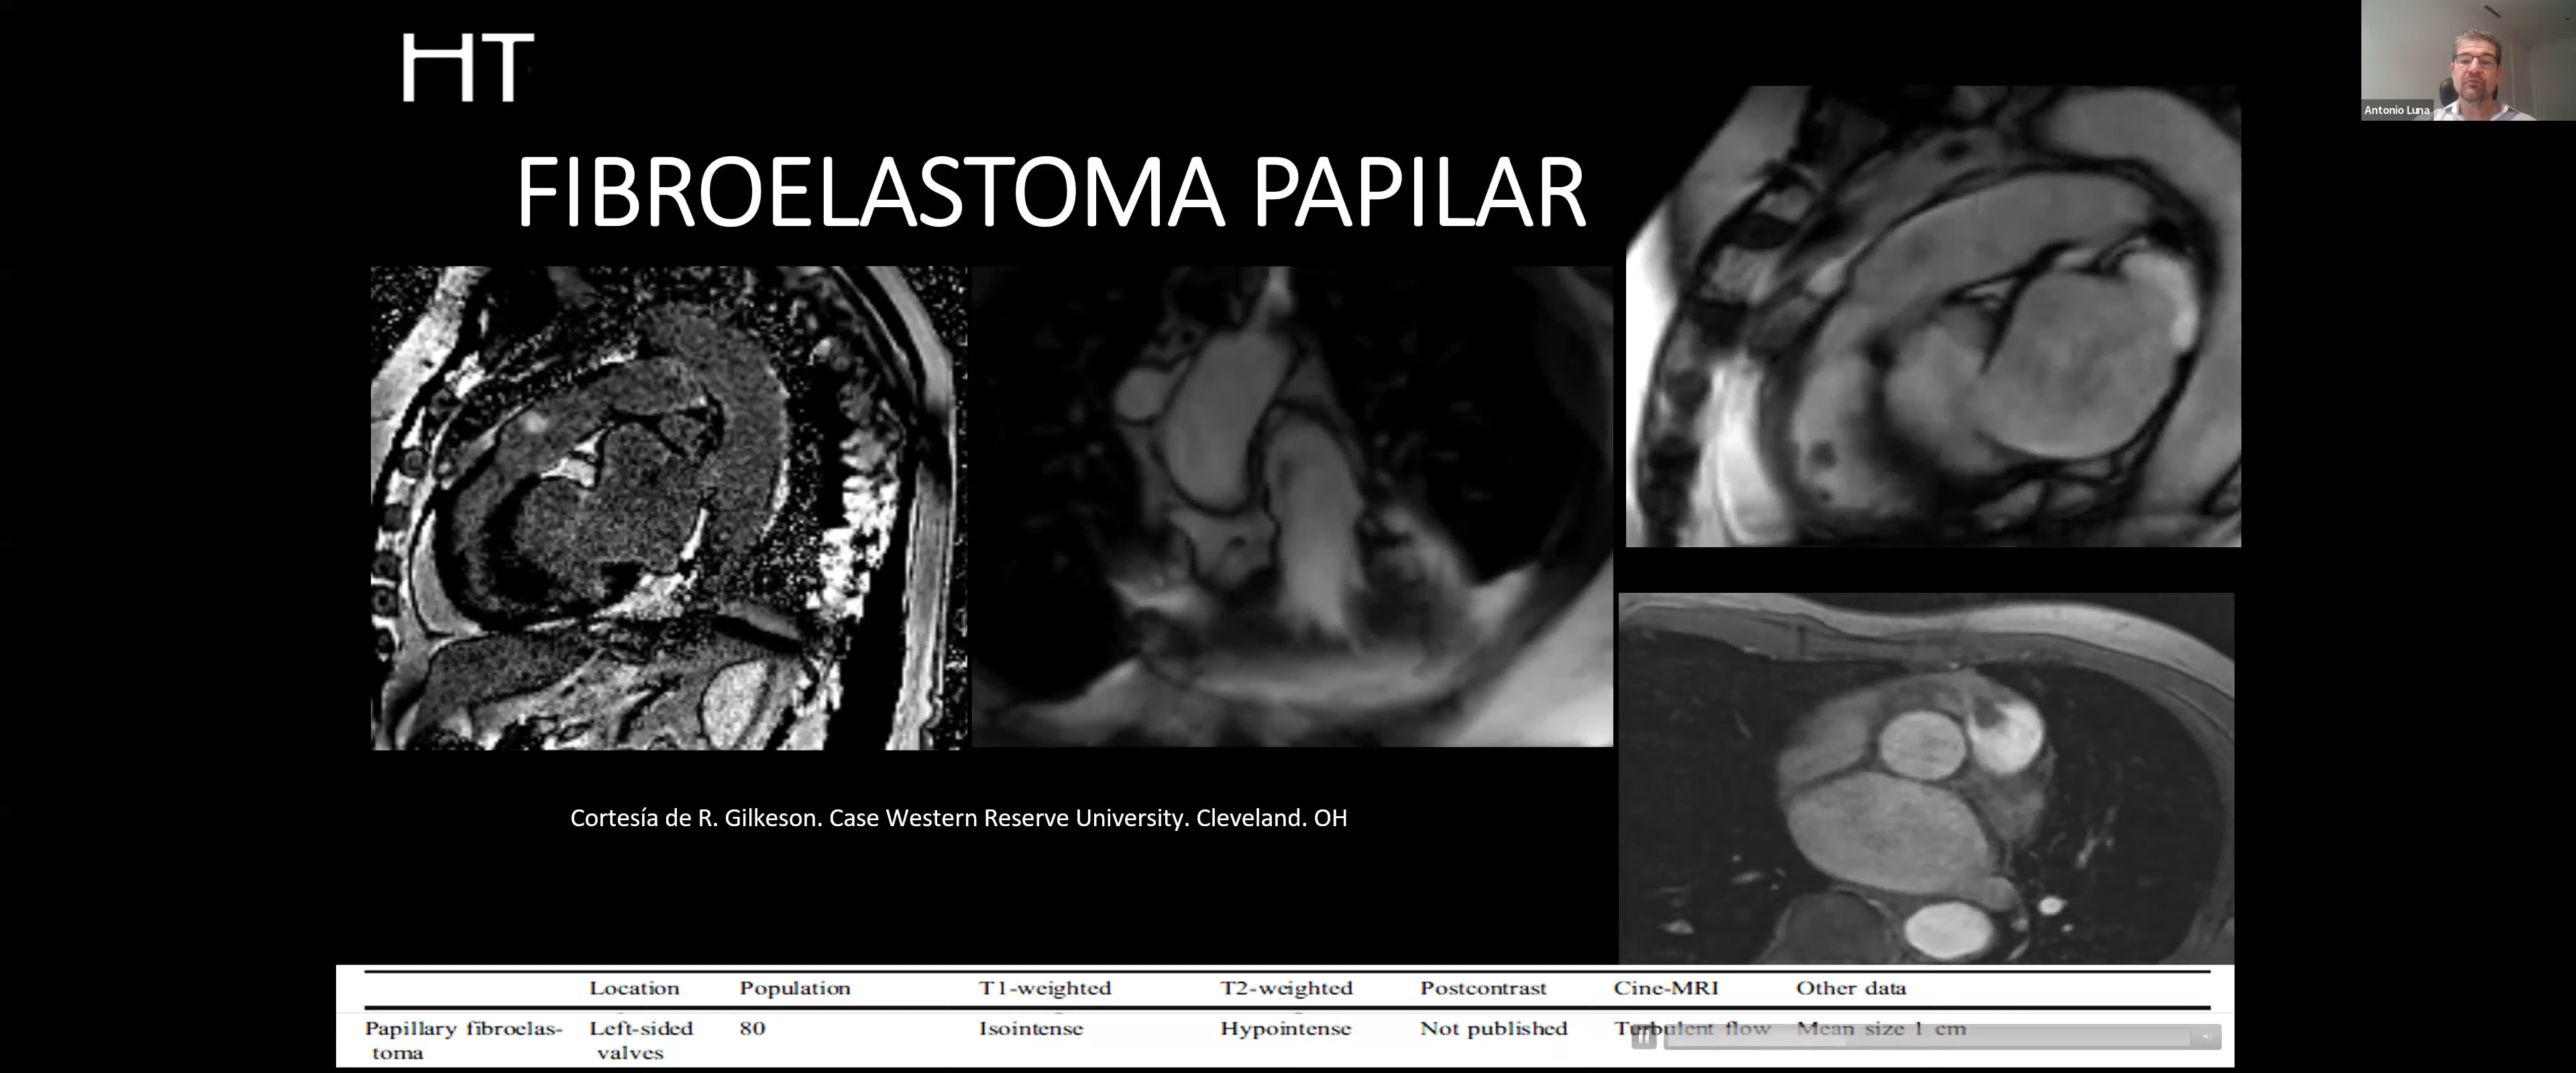 HT
Antonio Luna
FIBROELASTOMA PAPILAR
Cortesía de R. Gilkeson. Case Western Reserve University. Cleveland. OH
Location Population T1-weighted T2-weighted Postcontrast Cine-MRI Other data
Papillary fibroelas- Left-sided 80 Isointense Hypointense Not published Turbulent flow Mean size 1 cm
toma valves